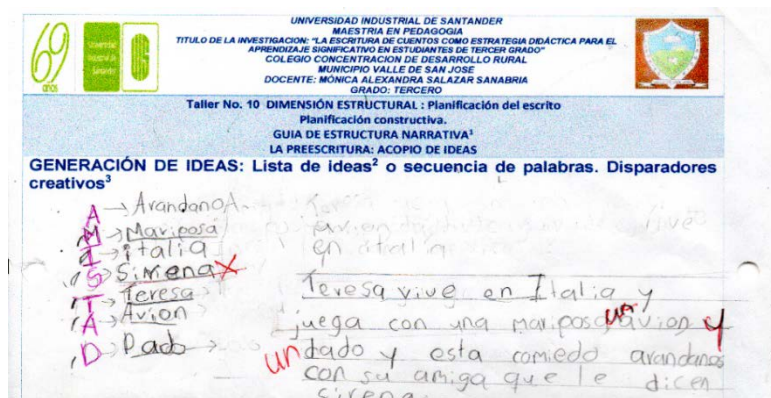 69
años
UNIVERSIDAD INDUSTRIAL DE SANTANDER
MAESTRIA EN PEDAGOGIA
TITULO DE LA INVESTIGACION: "LA ESCRITURA DE CUENTOS COMO ESTRATEGIA DIDÁCTICA PARA EL
APRENDIZAJE SIGNIFICATIVO EN ESTUDIANTES DE TERCER GRADO"
COLEGIO CONCENTRACION DE DESARROLLO RURAL
MUNICIPIO VALLE DE SAN JOSE
DOCENTE: MÓNICA ALEXANDRA SALAZAR SANABRIA
GRADO: TERCERO
Taller No. 10 DIMENSIÓN ESTRUCTURAL : Planificación del escrito
Planificación constructiva.
GUIA DE ESTRUCTURA NARRATIVA¹
LA PREESCRITURA: ACOPIO DE IDEAS
GENERACIÓN DE IDEAS: Lista de ideas² o secuencia de palabras. Disparadores
creativos³
A → Arandano
M → Mariposa
I → italia
S → Sirena X
T → Teresa
A → Avion
D → Dado
en italia
Teresa vive en Italia y
juega con una mariposa un avion y
un dado y esta comiedo arandanos
con su amiga que le dicen
sirena